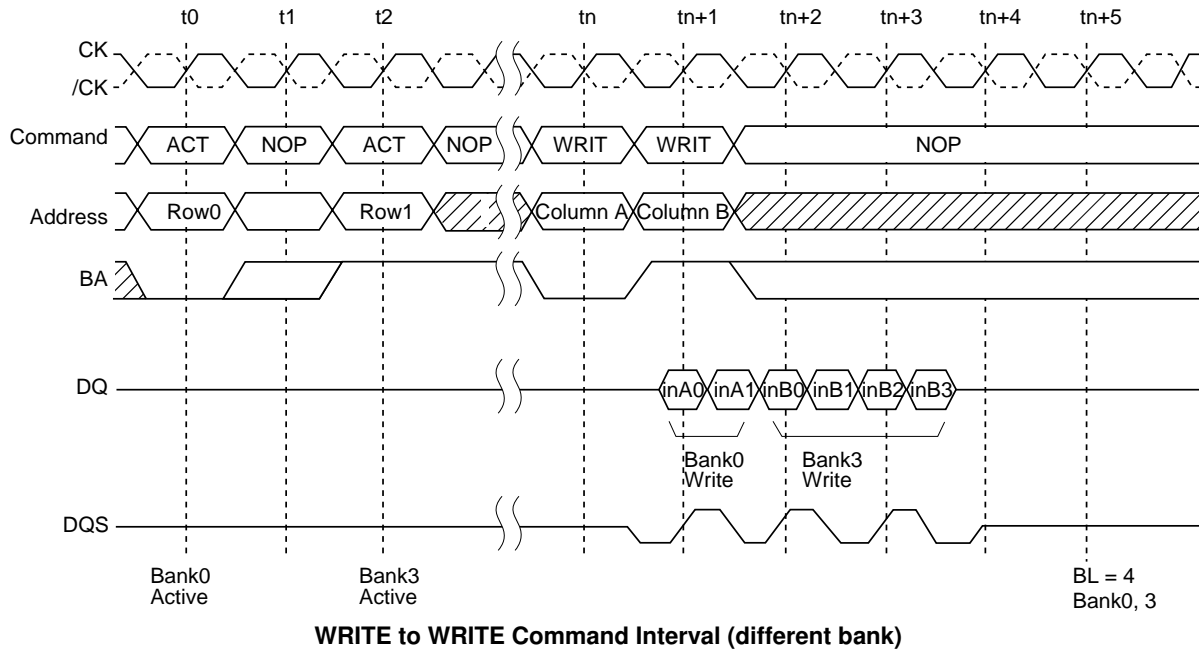 t0 t1 t2 tn tn+1 tn+2 tn+3 tn+4 tn+5
CK
/CK
Command ACT NOP ACT NOP WRIT WRIT NOP
Address Row0 Row1 Column A Column B
BA
DQ inA0 inA1 inB0 inB1 inB2 inB3
Bank0 Bank3
Write Write
DQS
Bank0 Bank3 BL = 4
Active Active Bank0, 3
WRITE to WRITE Command Interval (different bank)